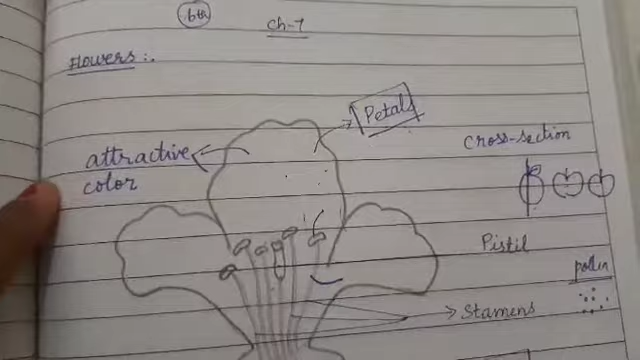 6th
Ch-7
Flowers:.
Petals
attractive
color
Cross-section
Pistil
pollen
Stamens